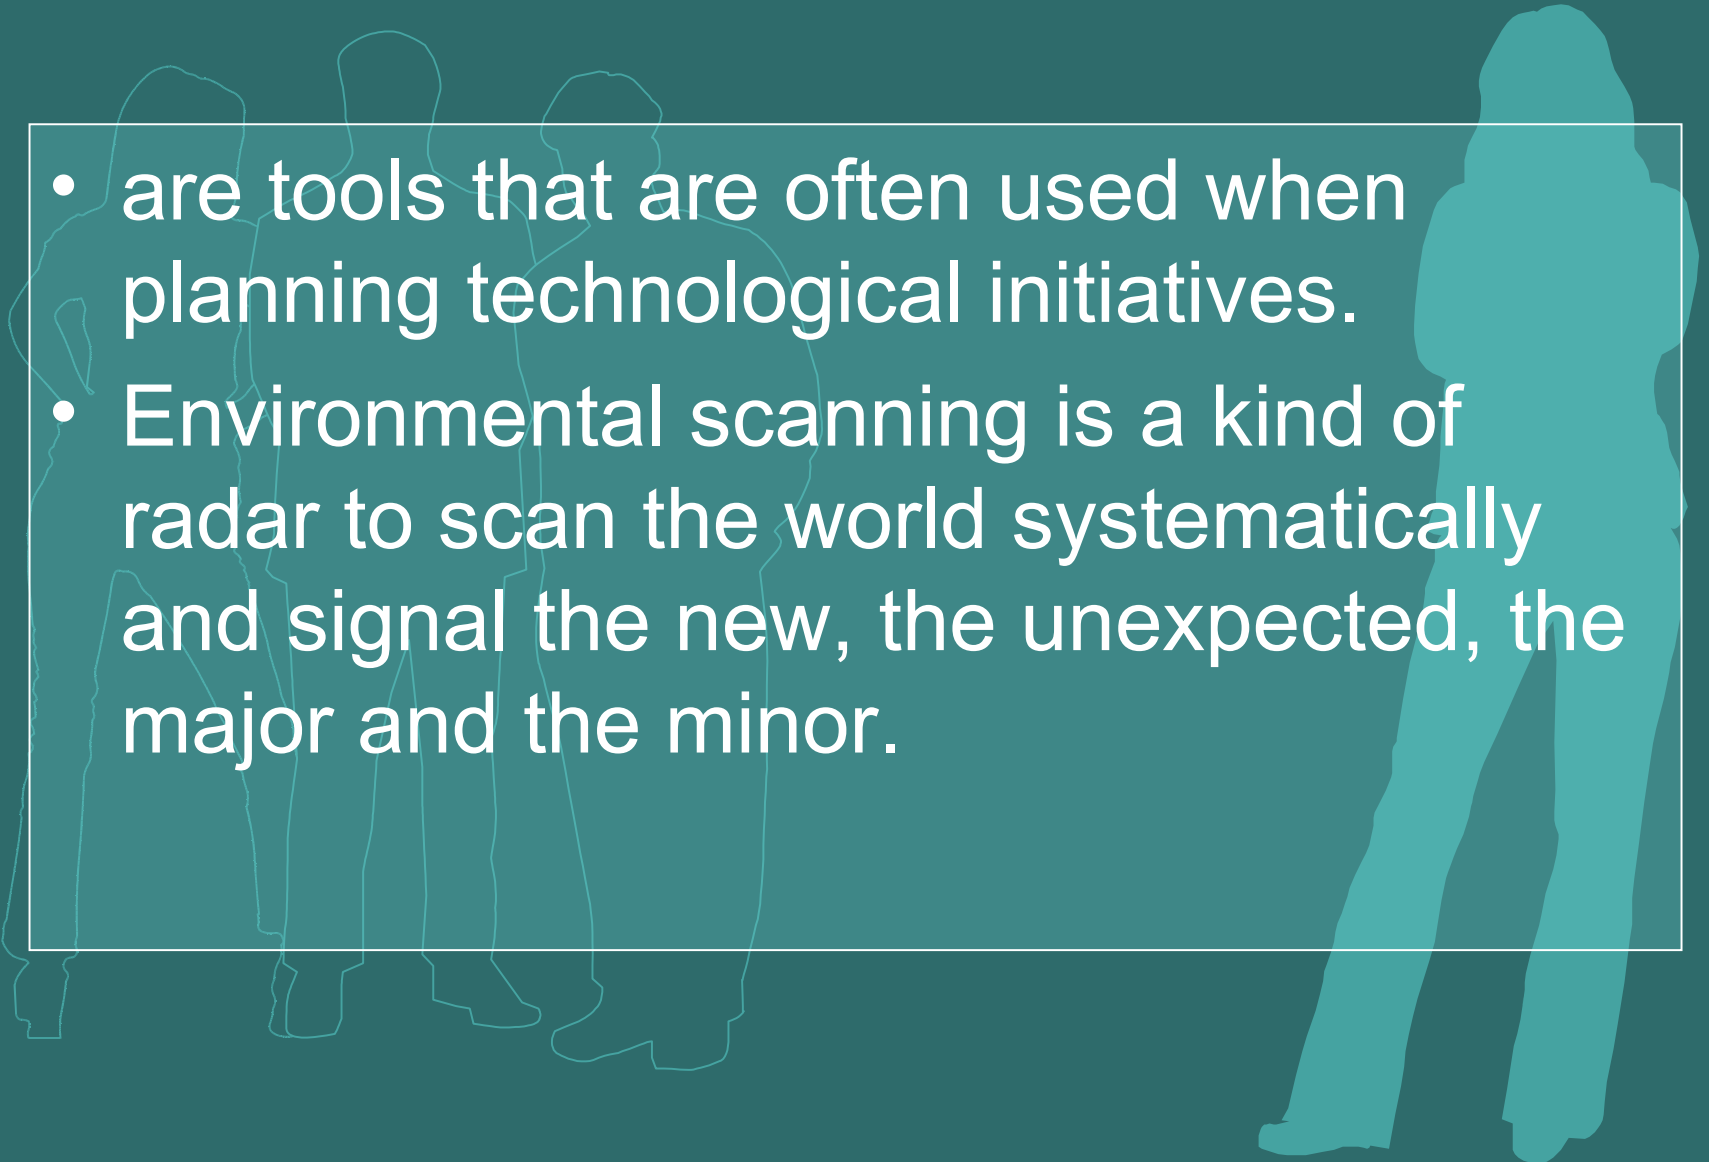 • are tools that are often used when
planning technological initiatives.
• Environmental scanning is a kind of
radar to scan the world systematically
and signal the new, the unexpected, the
major and the minor.